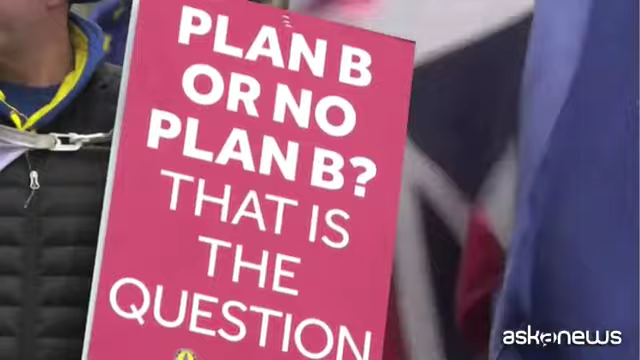 PLAN B
OR NO
PLAN B?
THAT IS
THE
QUESTION
askanews